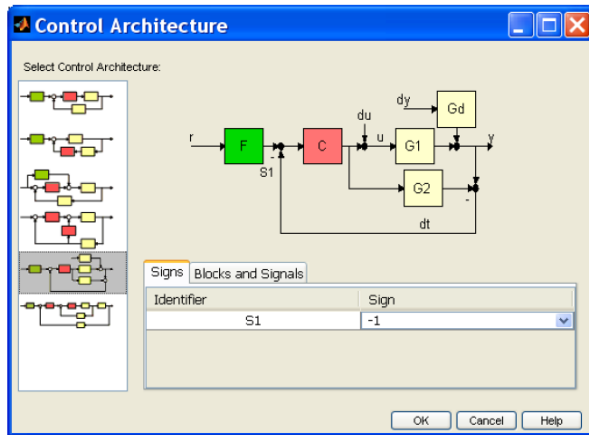 Control Architecture
Select Control Architecture:
dy
Gd
du
r
F
C
u
G1
y
-
S1
G2
-
dt
Signs
Blocks and Signals
Identifier
Sign
S1
-1
OK
Cancel
Help